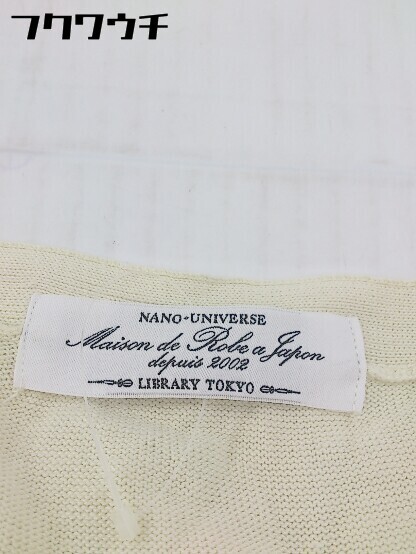 フクワウチ
NANO・UNIVERSE
Maison de Robe a Japon
depuis 2002
LIBRARY TOKYO